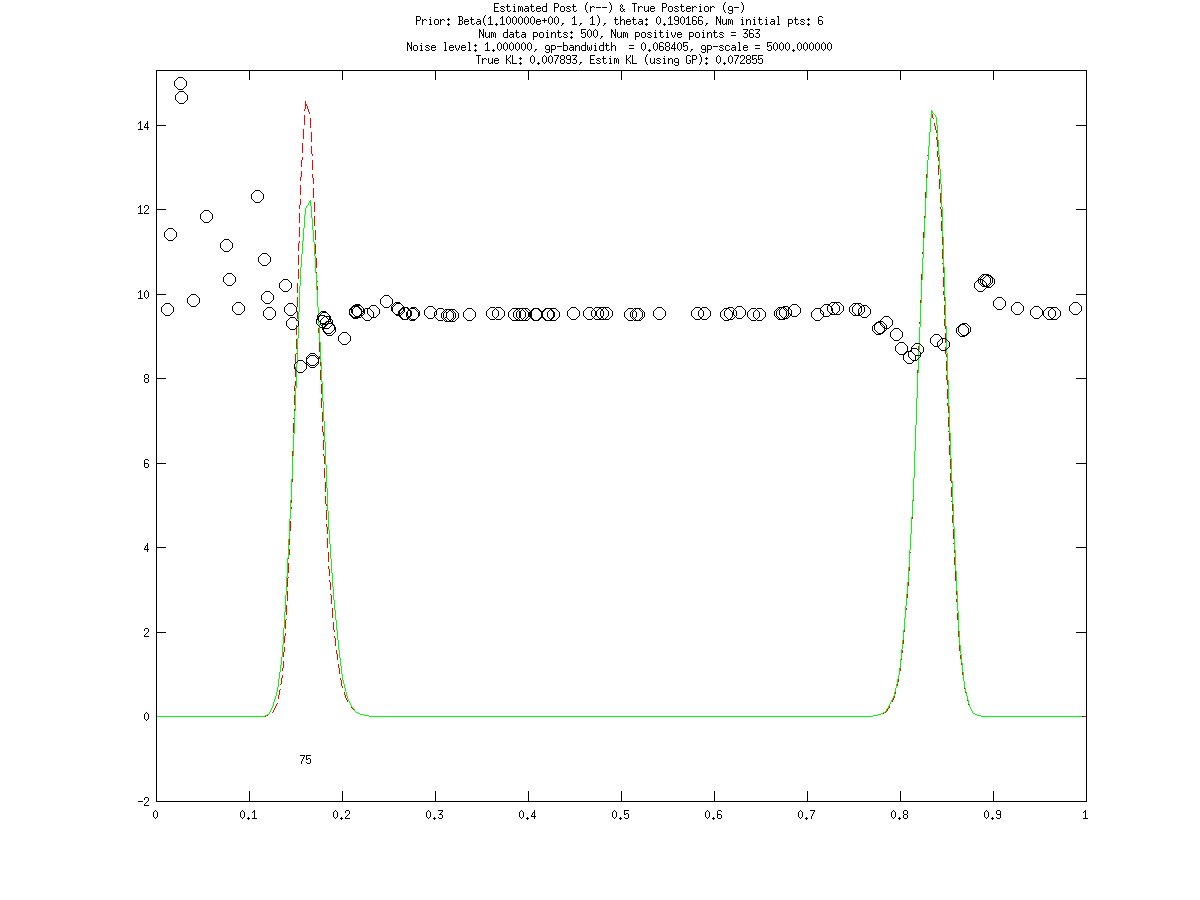 Estimated Post (r--) & True Posterior (g-)
Prior: Beta(1.100000e+00, 1, 1), theta: 0.190166, Num initial pts: 6
Num data points: 500, Num positive points = 363
Noise level: 1.000000, gp-bandwidth  = 0.068405, gp-scale = 5000.000000
True KL: 0.007893, Estim KL (using GP): 0.072855
14
12
10
8
6
4
2
0
75
-2
0 0.1 0.2 0.3 0.4 0.5 0.6 0.7 0.8 0.9 1